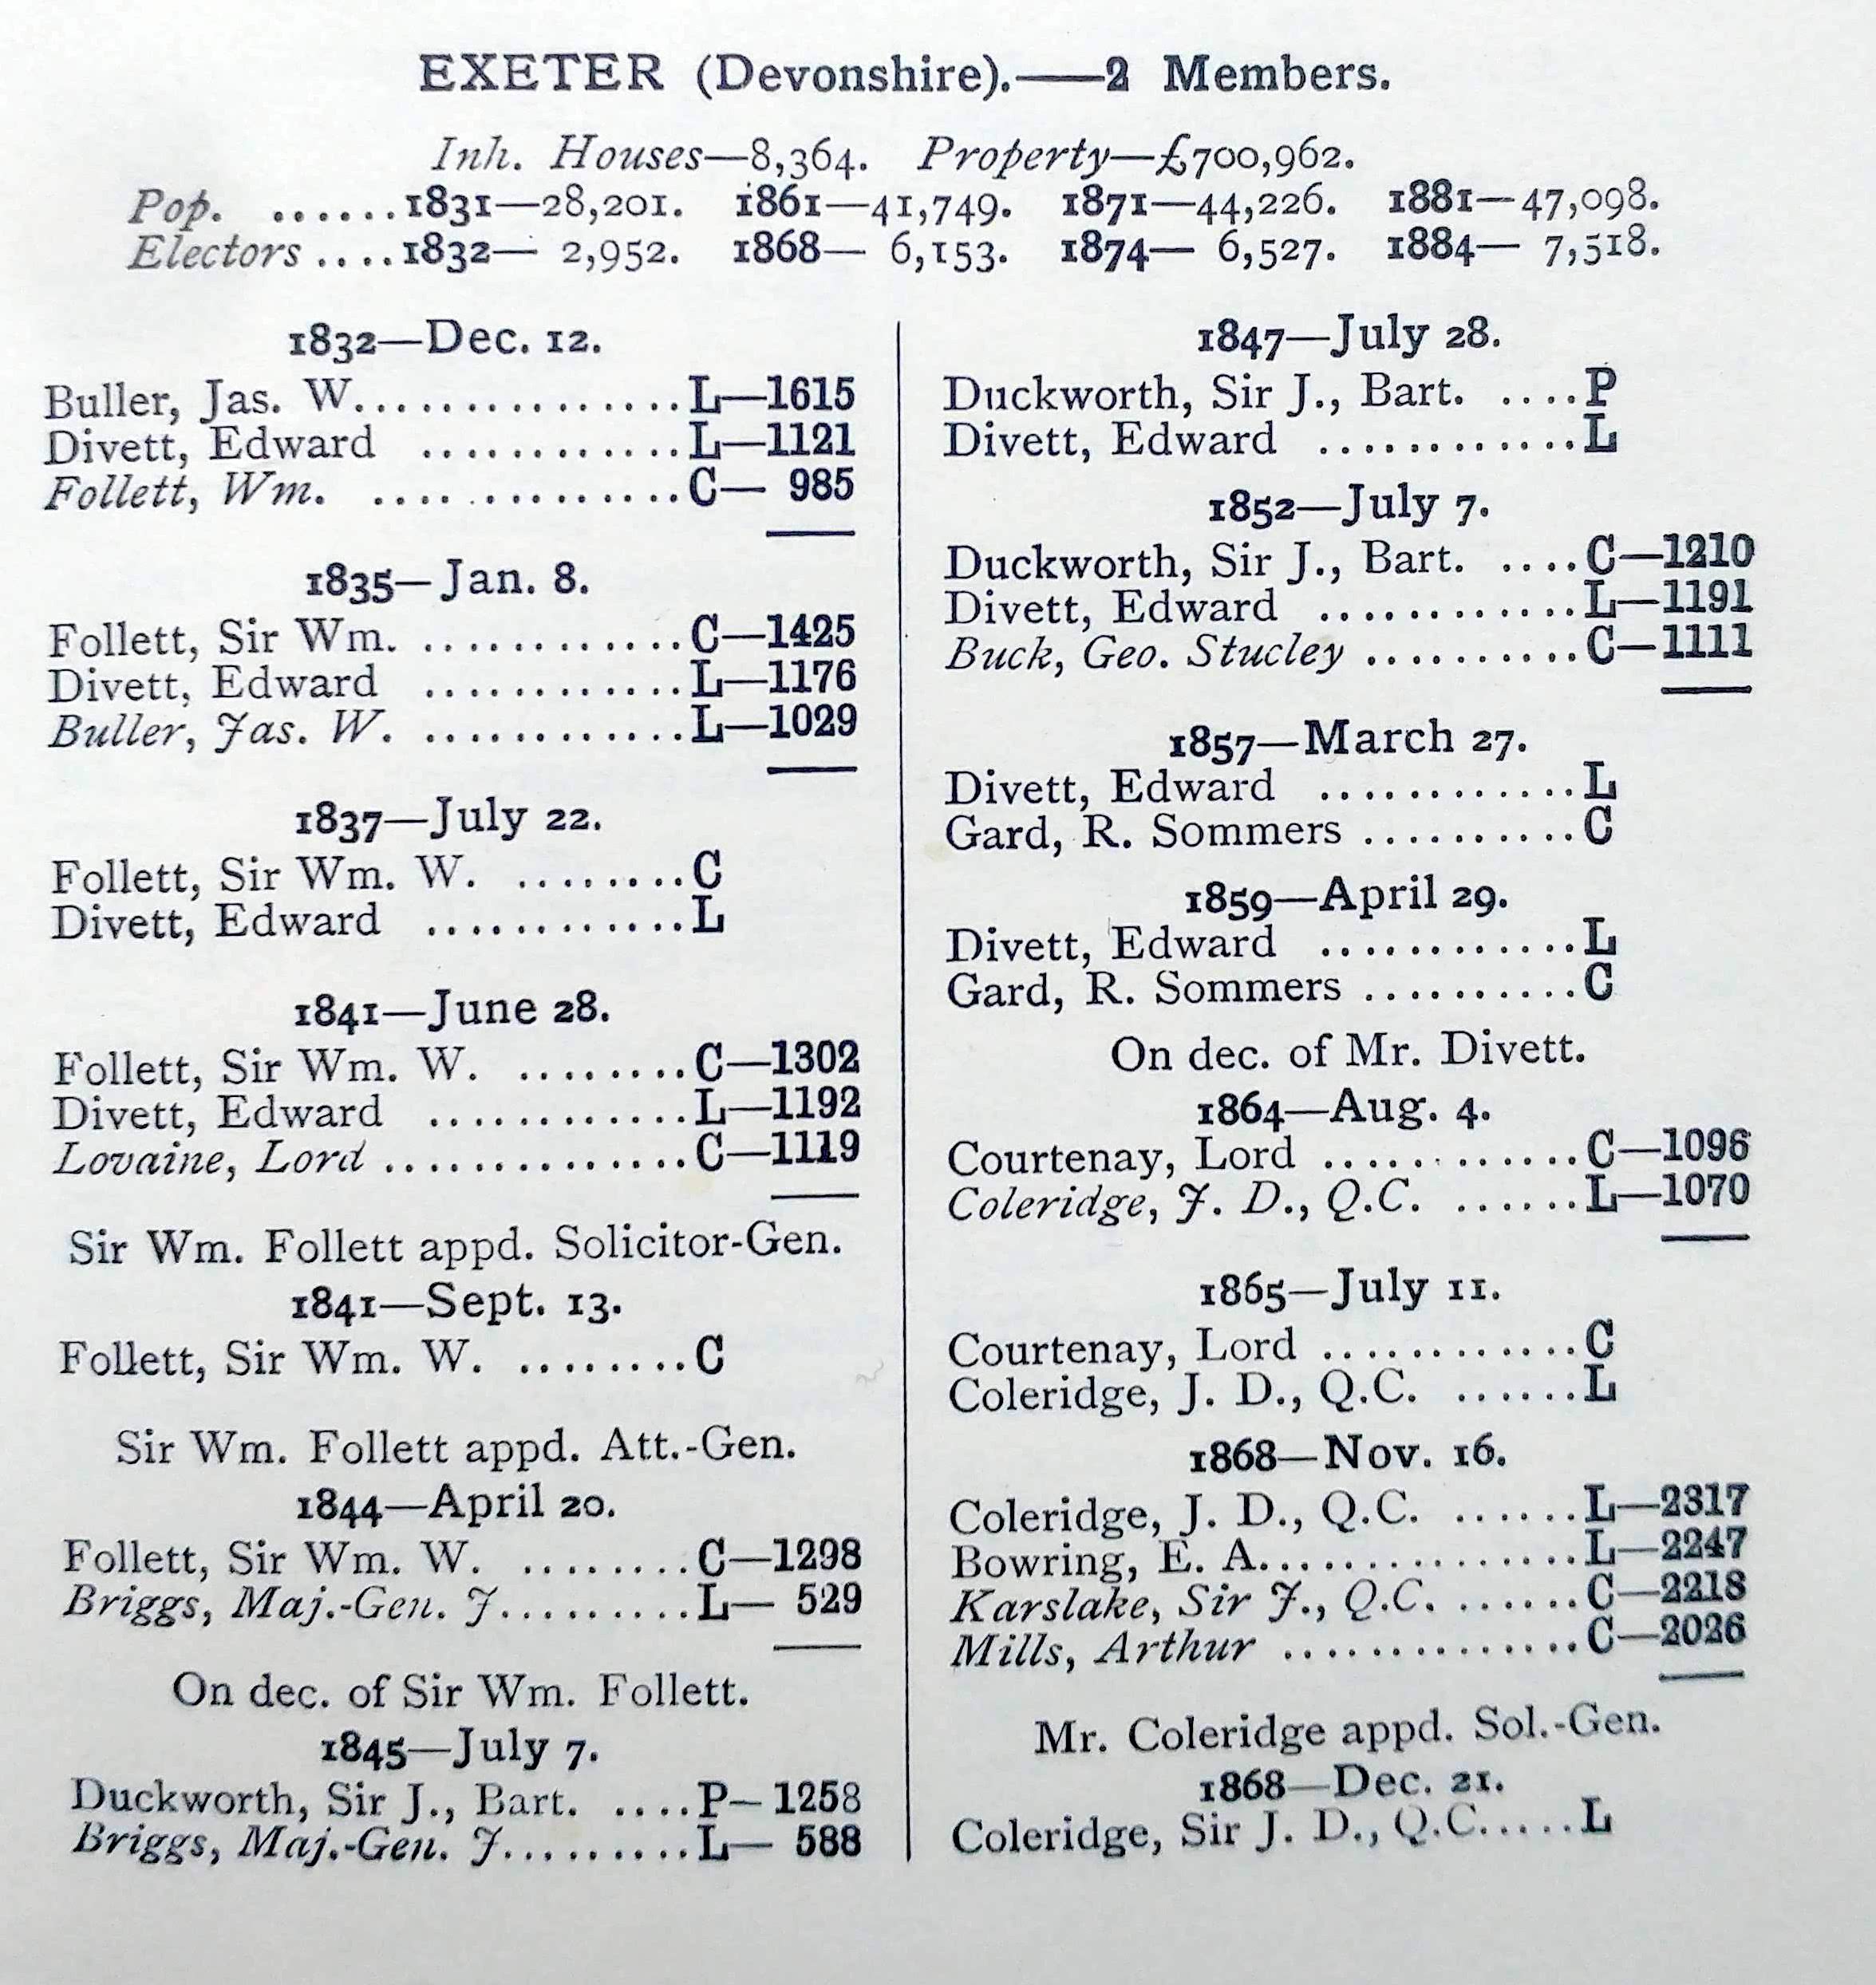 EXETER (Devonshire).—2 Members.
Inh. Houses—8,364. Property—£700,962.
Pop. ......1831—28,201. 1861—41,749. 1871—44,226. 1881—47,098.
Electors ....1832— 2,952. 1868— 6,153. 1874— 6,527. 1884— 7,518.
1832—Dec. 12.
Buller, Jas. W................L—1615
Divett, Edward ............L—1121
Follett, Wm. ..............C— 985
1835—Jan. 8.
Follett, Sir Wm. ............C—1425
Divett, Edward ............L—1176
Buller, Jas. W. ............L—1029
1837—July 22.
Follett, Sir Wm. W. ........C
Divett, Edward ............L
1841—June 28.
Follett, Sir Wm. W. ........C—1302
Divett, Edward ............L—1192
Lovaine, Lord ..............C—1119
Sir Wm. Follett appd. Solicitor-Gen.
1841—Sept. 13.
Follett, Sir Wm. W. ........C
Sir Wm. Follett appd. Att.-Gen.
1844—April 20.
Follett, Sir Wm. W. ........C—1298
Briggs, Maj.-Gen. J.........L— 529
On dec. of Sir Wm. Follett.
1845—July 7.
Duckworth, Sir J., Bart. ....P—1258
Briggs, Maj.-Gen. J.........L— 588
1847—July 28.
Duckworth, Sir J., Bart. ....P
Divett, Edward ............L
1852—July 7.
Duckworth, Sir J., Bart. ....C—1210
Divett, Edward ............L—1191
Buck, Geo. Stucley ..........C—1111
1857—March 27.
Divett, Edward ............L
Gard, R. Sommers ..........C
1859—April 29.
Divett, Edward ............L
Gard, R. Sommers ..........C
On dec. of Mr. Divett.
1864—Aug. 4.
Courtenay, Lord ............C—1096
Coleridge, J. D., Q.C. ......L—1070
1865—July 11.
Courtenay, Lord ............C
Coleridge, J. D., Q.C. ......L
1868—Nov. 16.
Coleridge, J. D., Q.C. ......L—2317
Bowring, E. A...............L—2247
Karslake, Sir J., Q.C. ......C—2218
Mills, Arthur ..............C—2026
Mr. Coleridge appd. Sol.-Gen.
1868—Dec. 21.
Coleridge, Sir J. D., Q.C.....L